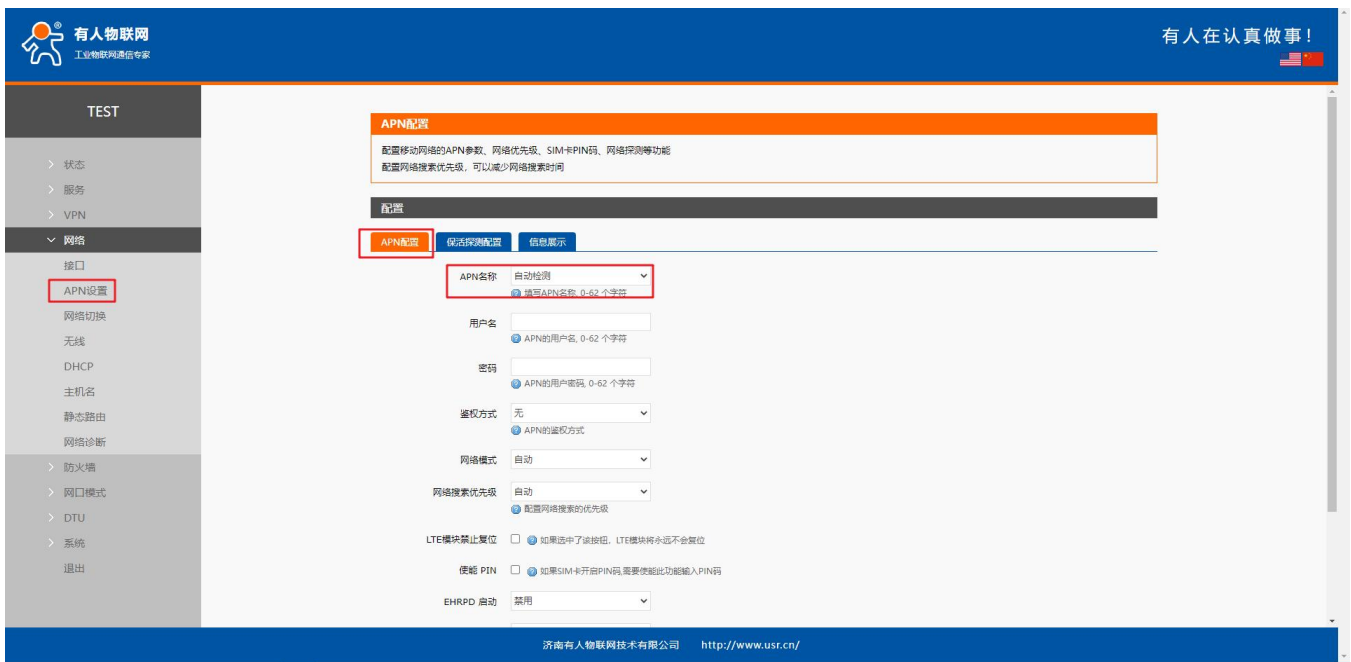 有人物联网
工业物联网通信专家
有人在认真做事!
TEST
状态
服务
VPN
网络
接口
APN设置
网络切换
无线
DHCP
主机名
静态路由
网络诊断
防火墙
网口模式
DTU
系统
退出
APN配置
配置移动网络的APN参数、网络优先级、SIM卡PIN码、网络探测等功能
配置网络搜索优先级，可以减少网络搜索时间
配置
APN配置 保活探测配置 信息展示
APN名称 自动检测
填写APN名称, 0-62 个字符
用户名
APN的用户名, 0-62 个字符
密码
APN的用户密码, 0-62 个字符
鉴权方式 无
APN的鉴权方式
网络模式 自动
网络搜索优先级 自动
配置网络搜索的优先级
LTE模块禁止复位 如果选中了该按钮，LTE模块将永远不会复位
使能 PIN 如果SIM卡开启PIN码,需要使能此功能输入PIN码
EHRPD 启动 禁用
济南有人物联网技术有限公司 http://www.usr.cn/